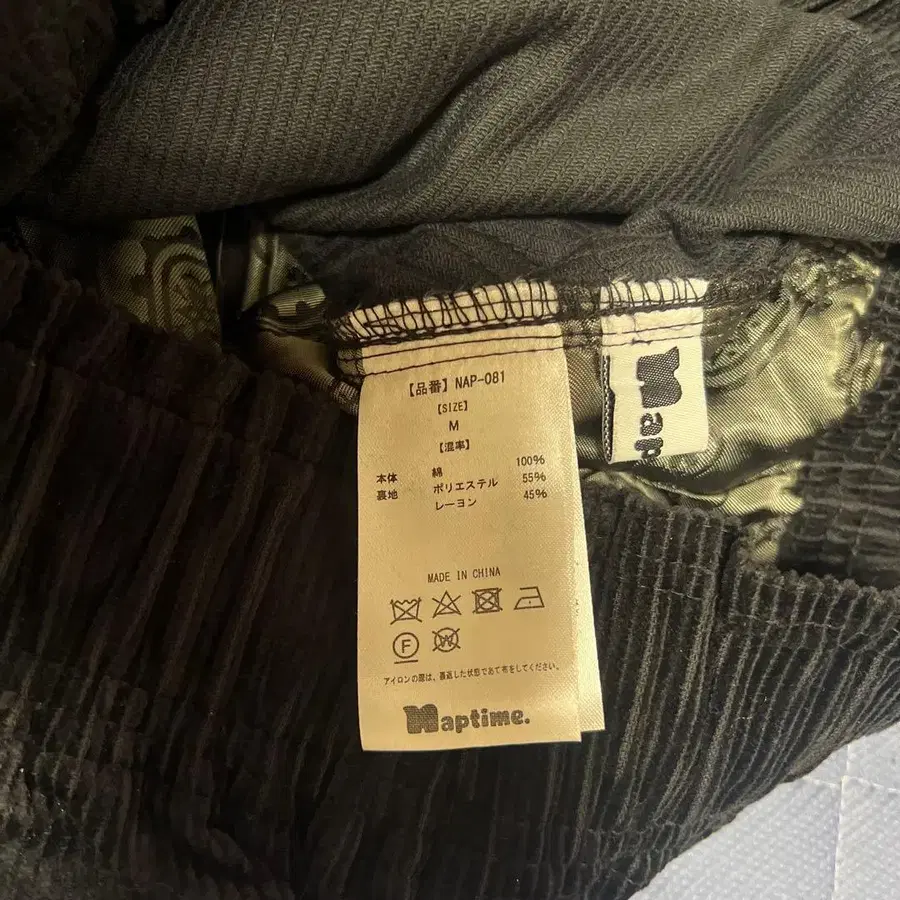 【品番】 NAP-081
【SIZE】
M
【混率】
本体 綿 100%
裏地 ポリエステル 55%
レーヨン 45%
MADE IN CHINA
F W
アイロンの際は、裏返した状態であて布をしてください。
Naptime.
Nap